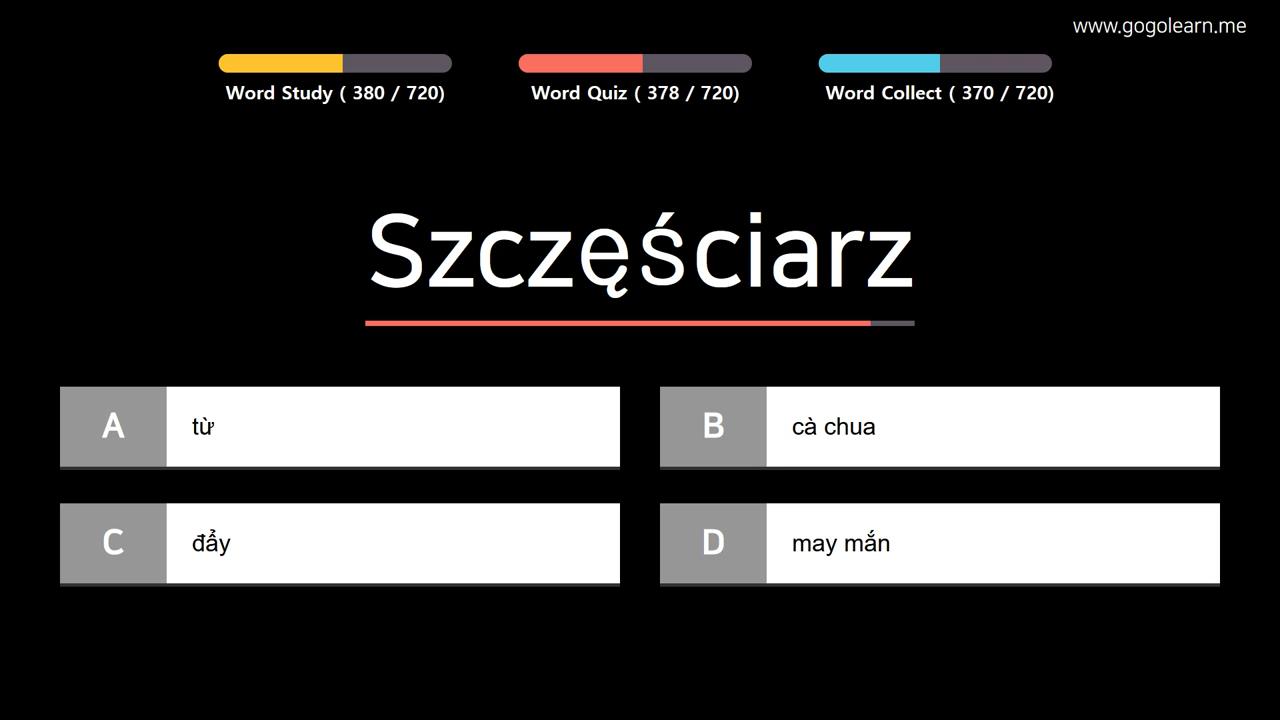 www.gogolearn.me
Word Study ( 380 / 720)
Word Quiz ( 378 / 720)
Word Collect ( 370 / 720)
Szczęściarz
A
từ
B
cà chua
C
đẩy
D
may mắn